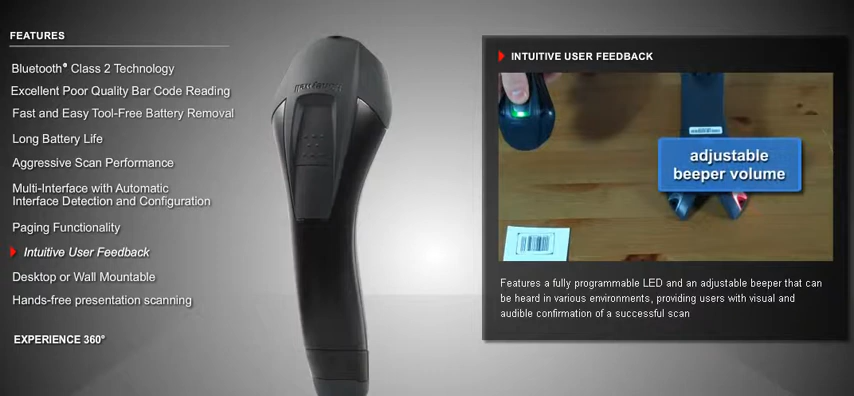 FEATURES
Bluetooth® Class 2 Technology
Excellent Poor Quality Bar Code Reading
Fast and Easy Tool-Free Battery Removal
Long Battery Life
Aggressive Scan Performance
Multi-Interface with Automatic
Interface Detection and Configuration
Paging Functionality
Intuitive User Feedback
Desktop or Wall Mountable
Hands-free presentation scanning
EXPERIENCE 360°
INTUITIVE USER FEEDBACK
adjustable
beeper volume
Features a fully programmable LED and an adjustable beeper that can
be heard in various environments, providing users with visual and
audible confirmation of a successful scan